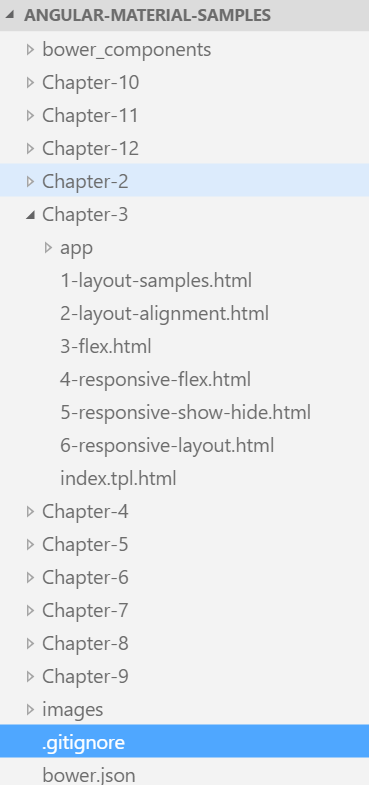 ANGULAR-MATERIAL-SAMPLES
bower_components
Chapter-10
Chapter-11
Chapter-12
Chapter-2
Chapter-3
app
1-layout-samples.html
2-layout-alignment.html
3-flex.html
4-responsive-flex.html
5-responsive-show-hide.html
6-responsive-layout.html
index.tpl.html
Chapter-4
Chapter-5
Chapter-6
Chapter-7
Chapter-8
Chapter-9
images
.gitignore
bower.json